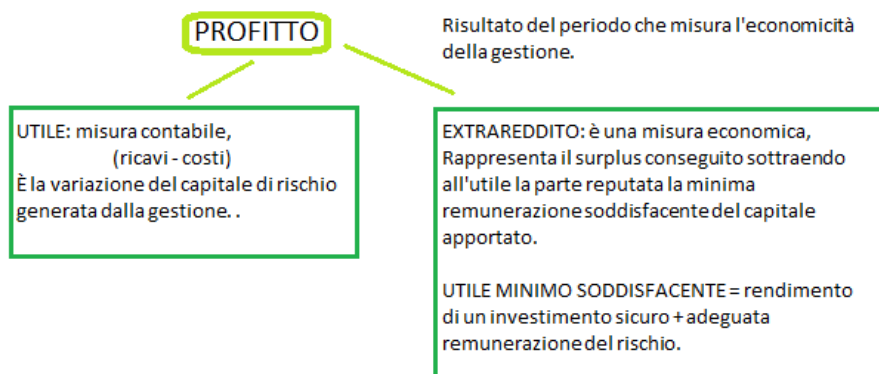 PROFITTO
Risultato del periodo che misura l'economicità
della gestione.
UTILE: misura contabile,
(ricavi - costi)
È la variazione del capitale di rischio
generata dalla gestione. .
EXTRAREDDITO: è una misura economica,
Rappresenta il surplus conseguito sottraendo
all'utile la parte reputata la minima
remunerazione soddisfacente del capitale
apportato.
UTILE MINIMO SODDISFACENTE = rendimento
di un investimento sicuro + adeguata
remunerazione del rischio.